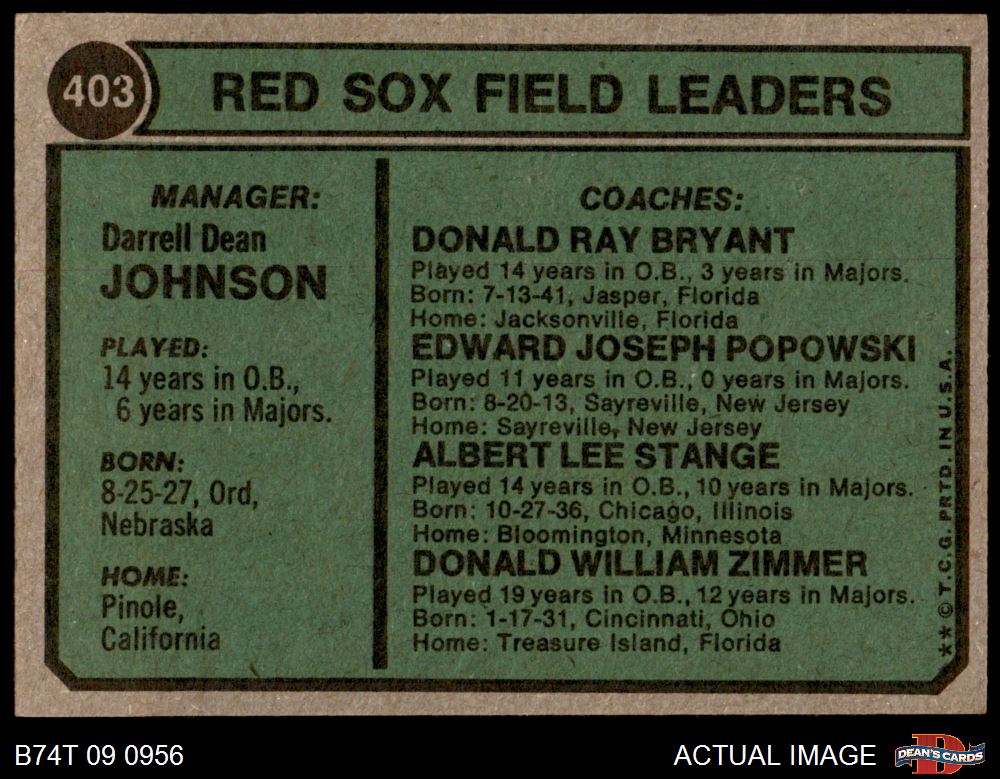 403
RED SOX FIELD LEADERS
MANAGER:
Darrell Dean
JOHNSON
PLAYED:
14 years in O.B.,
6 years in Majors.
BORN:
8-25-27, Ord,
Nebraska
HOME:
Pinole,
California
COACHES:
DONALD RAY BRYANT
Played 14 years in O.B., 3 years in Majors.
Born: 7-13-41, Jasper, Florida
Home: Jacksonville, Florida
EDWARD JOSEPH POPOWSKI
Played 11 years in O.B., 0 years in Majors.
Born: 8-20-13, Sayreville, New Jersey
Home: Sayreville, New Jersey
ALBERT LEE STANGE
Played 14 years in O.B., 10 years in Majors.
Born: 10-27-36, Chicago, Illinois
Home: Bloomington, Minnesota
DONALD WILLIAM ZIMMER
Played 19 years in O.B., 12 years in Majors.
Born: 1-17-31, Cincinnati, Ohio
Home: Treasure Island, Florida
** © T.C.G. PRTD. IN U.S.A.
B74T 09 0956
ACTUAL IMAGE
DEAN'S CARDS